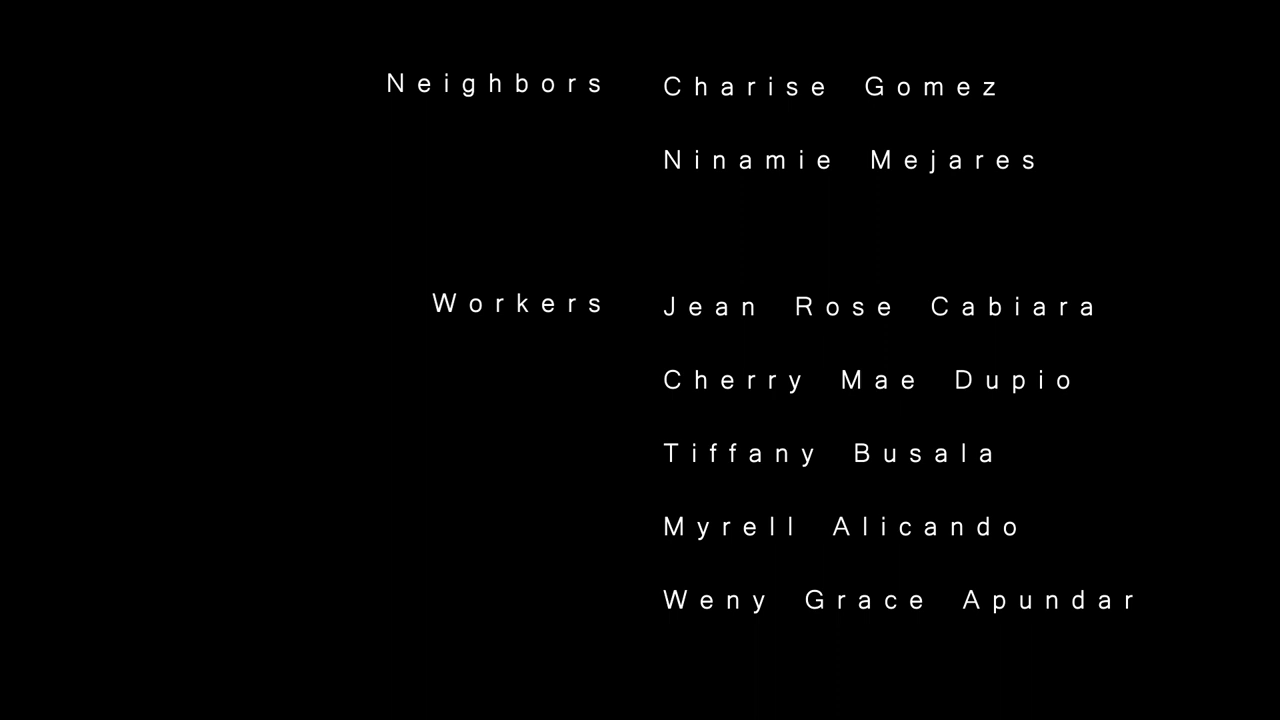 Neighbors Charise Gomez
Ninamie Mejares
Workers Jean Rose Cabiara
Cherry Mae Dupio
Tiffany Busala
Myrell Alicando
Weny Grace Apundar